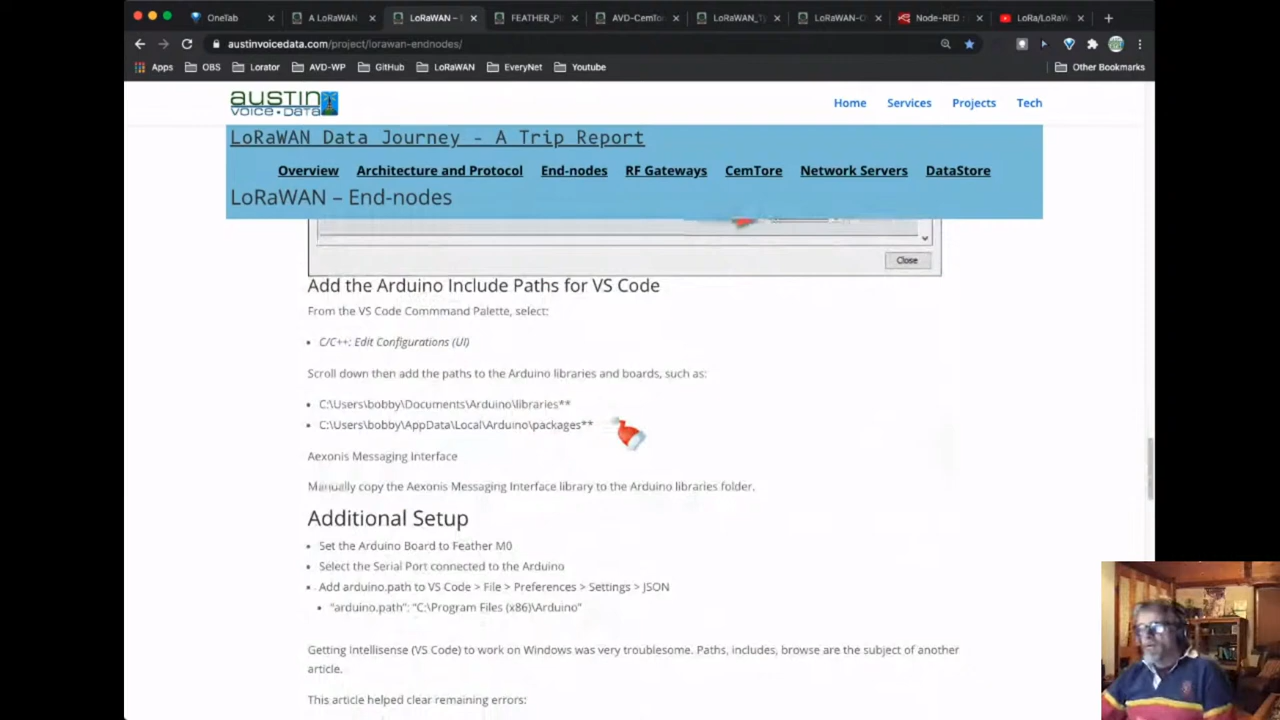 OneTab
A LoRaWAN
LoRaWAN – E
FEATHER_PI
AVD-CemTo
LoRaWAN_T
LoRaWAN-O
Node-RED
LoRa/LoRaW
austinvoicedata.com/project/lorawan-endnodes/
Apps
OBS
Lorator
AVD-WP
GitHub
LoRaWAN
EveryNet
Youtube
Other Bookmarks
AUSTIN
VOICE • DATA
Home
Services
Projects
Tech
LoRaWAN Data Journey - A Trip Report
Overview
Architecture and Protocol
End-nodes
RF Gateways
CemTore
Network Servers
DataStore
LoRaWAN – End-nodes
Close
Add the Arduino Include Paths for VS Code
From the VS Code Commmand Palette, select:
• C/C++: Edit Configurations (UI)
Scroll down then add the paths to the Arduino libraries and boards, such as:
• C:\Users\bobby\Documents\Arduino\libraries**
• C:\Users\bobby\AppData\Local\Arduino\packages**
Aexonis Messaging Interface
Manually copy the Aexonis Messaging Interface library to the Arduino libraries folder.
Additional Setup
• Set the Arduino Board to Feather M0
• Select the Serial Port connected to the Arduino
• Add arduino.path to VS Code > File > Preferences > Settings > JSON
• "arduino.path": "C:\Program Files (x86)\Arduino"
Getting Intellisense (VS Code) to work on Windows was very troublesome. Paths, includes, browse are the subject of another
article.
This article helped clear remaining errors: